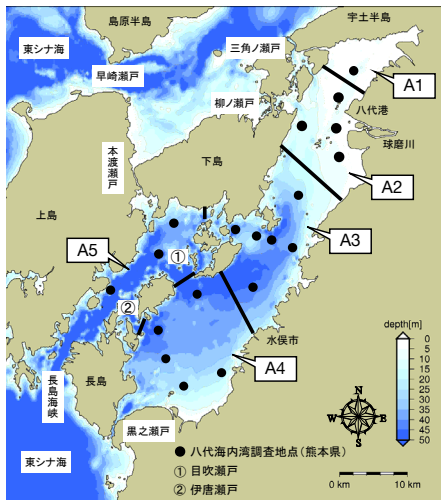 島原半島
宇土半島
東シナ海
三角ノ瀬戸
早崎瀬戸
A1
柳ノ瀬戸
八代港
球磨川
本渡瀬戸
下島
A2
上島
A3
A5
①
②
水俣市
depth[m]
0
5
10
15
20
25
30
35
40
45
50
A4
長島海峡
長島
黒之瀬戸
N
W
E
S
東シナ海
●八代海内湾調査地点(熊本県)
①目吹瀬戸
②伊唐瀬戸
0 km
10 km